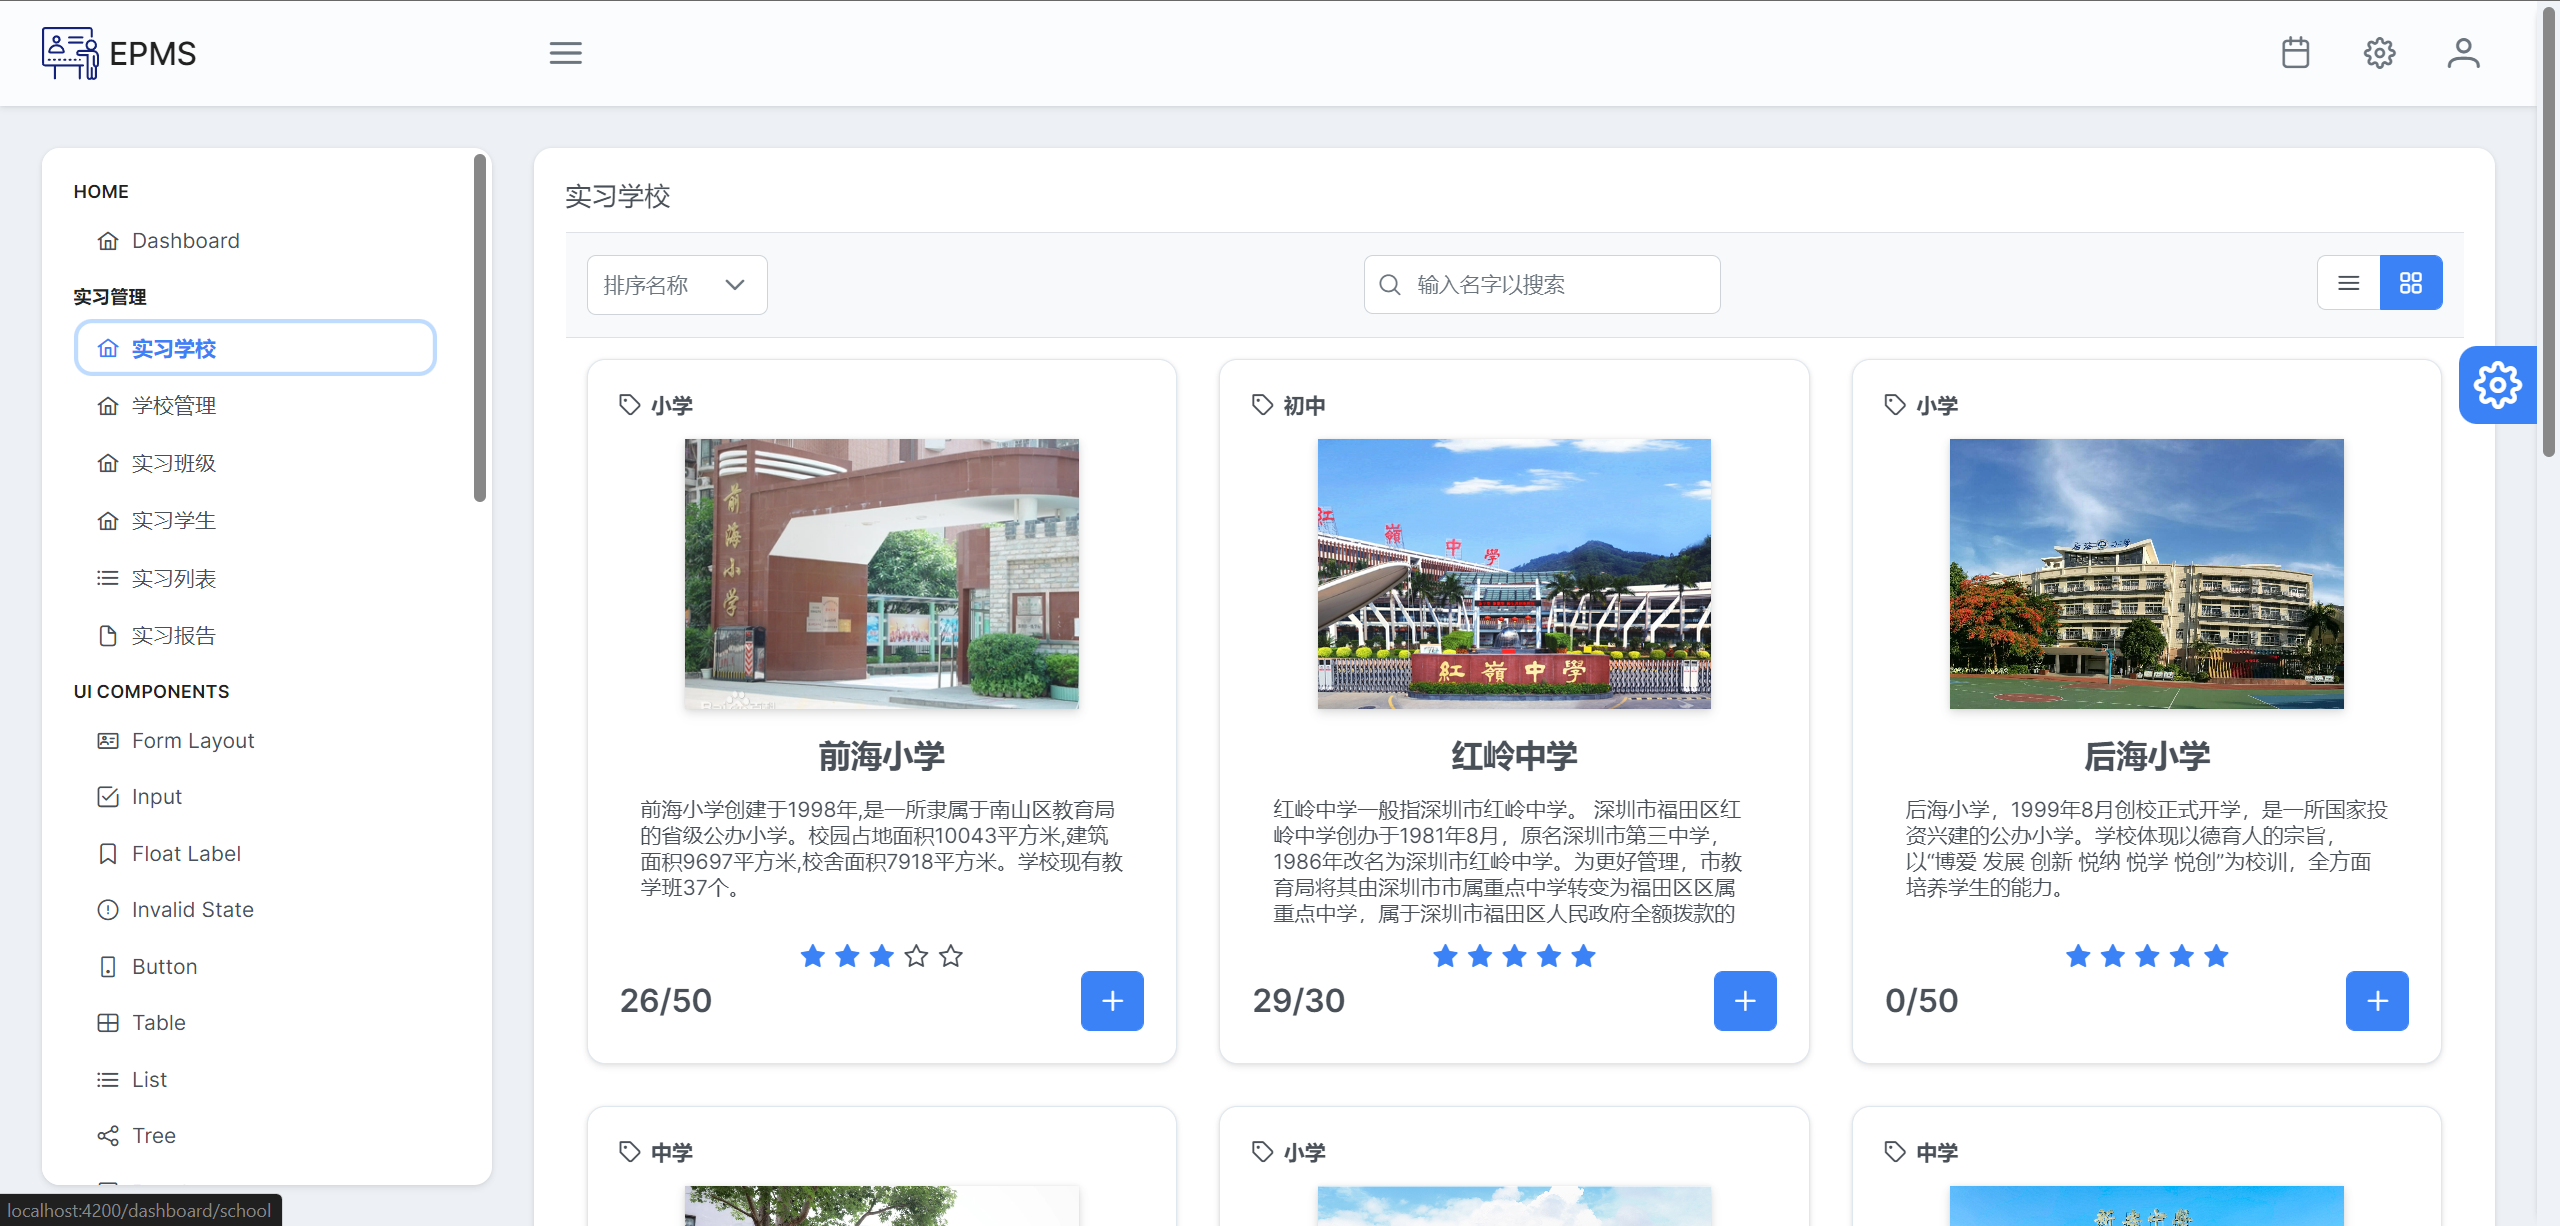 EPMS
HOME
Dashboard
实习管理
实习学校
学校管理
实习班级
实习学生
实习列表
实习报告
UI COMPONENTS
Form Layout
Input
Float Label
Invalid State
Button
Table
List
Tree
localhost:4200/dashboard/school
实习学校
排序名称
输入名字以搜索
小学
前海小学
前海小学
前海小学创建于1998年,是一所隶属于南山区教育局
的省级公办小学。校园占地面积10043平方米,建筑
面积9697平方米,校舍面积7918平方米。学校现有教
学班37个。
26/50
初中
紅嶺中學
紅嶺中學
红岭中学
红岭中学一般指深圳市红岭中学。 深圳市福田区红
岭中学创办于1981年8月，原名深圳市第三中学，
1986年改名为深圳市红岭中学。为更好管理，市教
育局将其由深圳市市属重点中学转变为福田区区属
重点中学，属于深圳市福田区人民政府全额拨款的
29/30
小学
后海小学
后海小学，1999年8月创校正式开学，是一所国家投
资兴建的公办小学。学校体现以德育人的宗旨，
以“博爱 发展 创新 悦纳 悦学 悦创”为校训，全方面
培养学生的能力。
0/50
中学
小学
中学